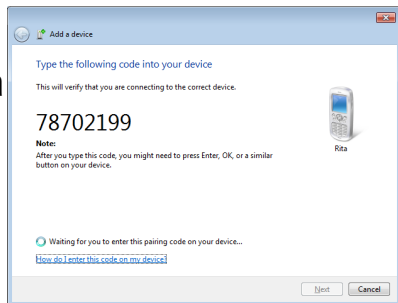 Add a device
Type the following code into your device
This will verify that you are connecting to the correct device.
78702199
Note:
After you type this code, you might need to press Enter, OK, or a similar
button on your device.
Rita
Waiting for you to enter this pairing code on your device...
How do I enter this code on my device?
Next Cancel